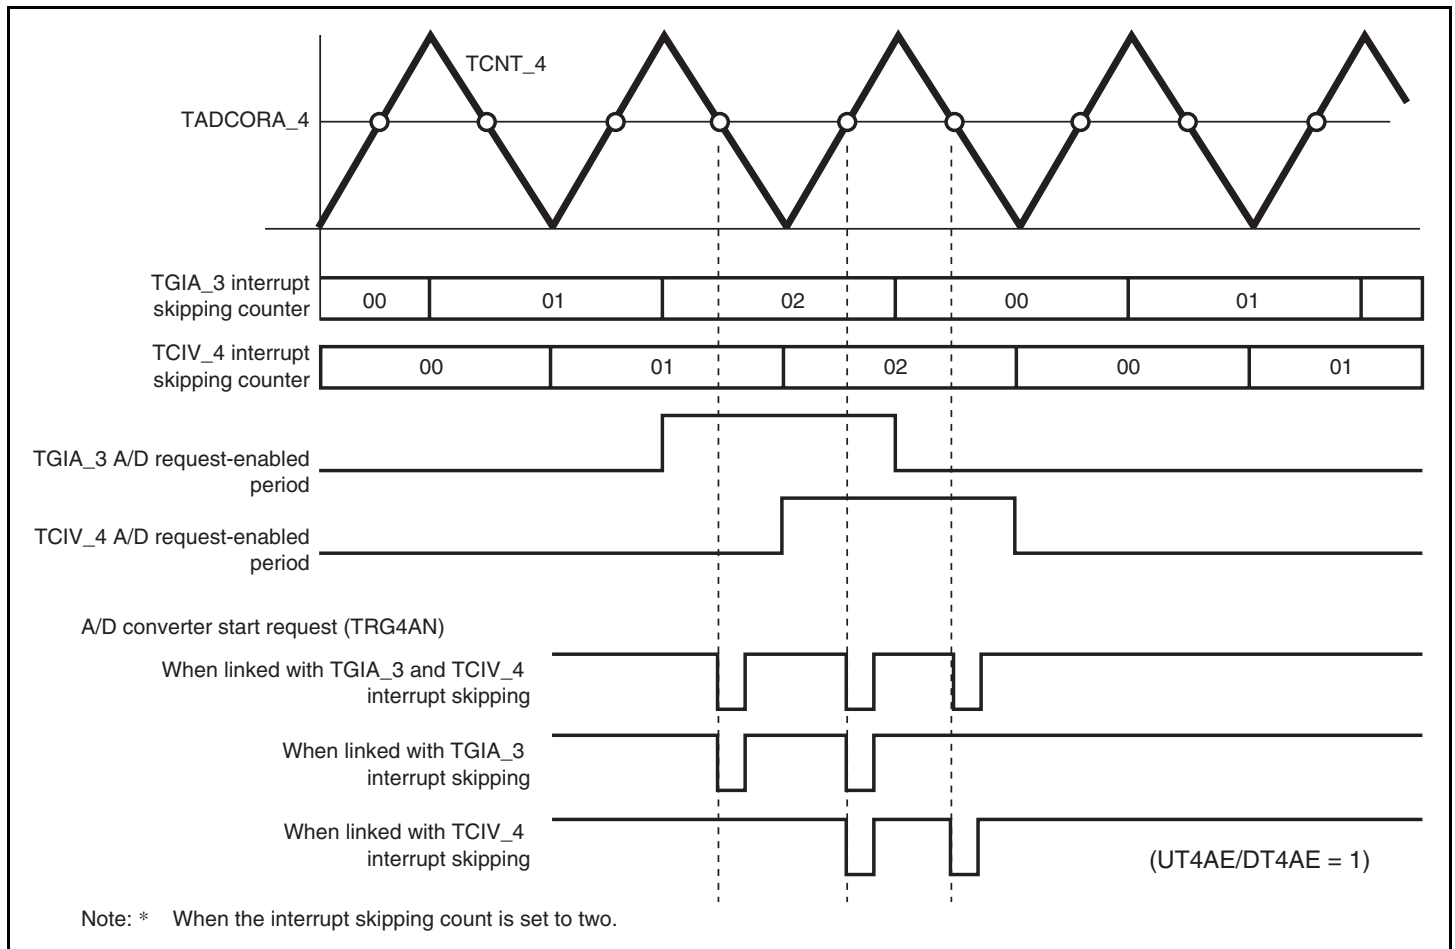 TCNT_4
TADCORA_4
TGIA_3 interrupt
skipping counter
00 01 02 00 01
TCIV_4 interrupt
skipping counter
00 01 02 00 01
TGIA_3 A/D request-enabled
period
TCIV_4 A/D request-enabled
period
A/D converter start request (TRG4AN)
When linked with TGIA_3 and TCIV_4
interrupt skipping
When linked with TGIA_3
interrupt skipping
When linked with TCIV_4
interrupt skipping
(UT4AE/DT4AE = 1)
Note: * When the interrupt skipping count is set to two.